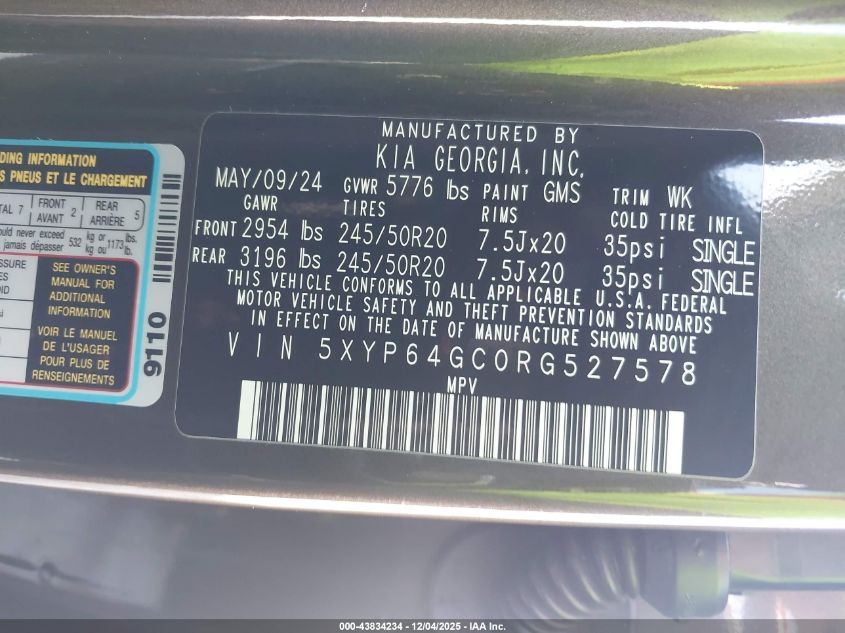 MANUFACTURED BY
KIA GEORGIA, INC.
MAY/09/24 GVWR 5776 lbs PAINT GMS TRIM WK
GAWR TIRES RIMS COLD TIRE INFL
FRONT 2954 lbs 245/50R20 7.5Jx20 35psi SINGLE
REAR 3196 lbs 245/50R20 7.5Jx20 35psi SINGLE
THIS VEHICLE CONFORMS TO ALL APPLICABLE U.S.A. FEDERAL
MOTOR VEHICLE SAFETY AND THEFT PREVENTION STANDARDS
IN EFFECT ON THE DATE OF MANUFACTURE SHOWN ABOVE.
VIN 5XYP64GC0RG527578
MPV
INFORMATION
PNEUS ET LE CHARGEMENT
7 FRONT AVANT 2 REAR ARRIÈRE 5
never exceed
jamais dépasser 532 kg or kg ou 1173 lbs. lb.
SEE OWNER'S
MANUAL FOR
ADDITIONAL
INFORMATION
VOIR LE MANUEL
DE L'USAGER
POUR PLUS DE
RENSEIGNEMENTS
9110
000-43834234 - 12/04/2025 - IAA Inc.